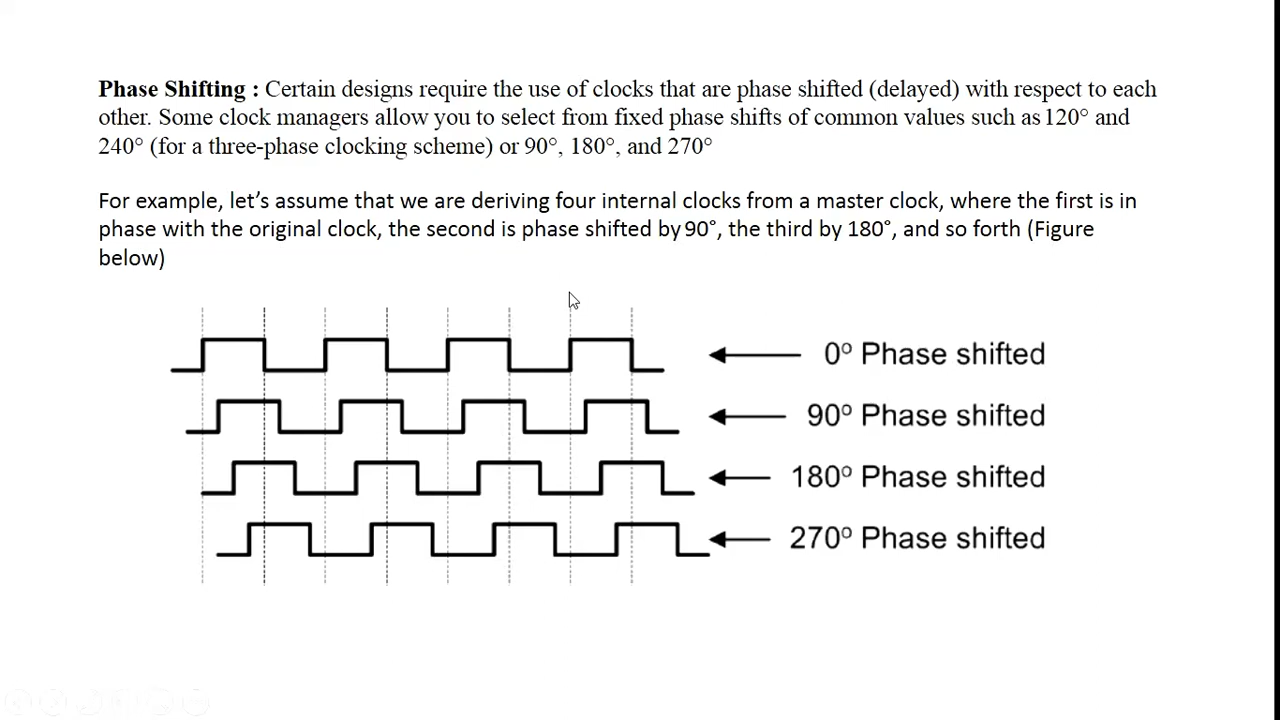 Phase Shifting : Certain designs require the use of clocks that are phase shifted (delayed) with respect to each
other. Some clock managers allow you to select from fixed phase shifts of common values such as 120° and
240° (for a three-phase clocking scheme) or 90°, 180°, and 270°
For example, let’s assume that we are deriving four internal clocks from a master clock, where the first is in
phase with the original clock, the second is phase shifted by 90°, the third by 180°, and so forth (Figure
below)
0º Phase shifted
90º Phase shifted
180º Phase shifted
270º Phase shifted